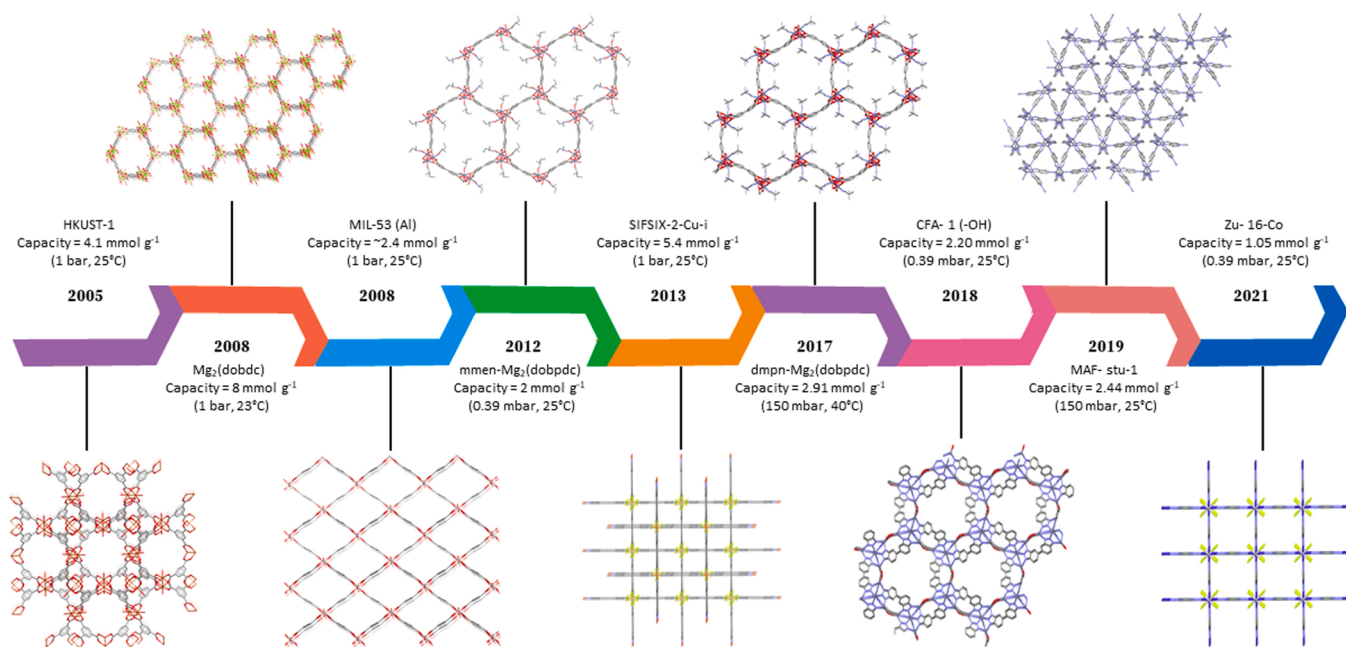 HKUST-1
Capacity = 4.1 mmol g⁻¹
(1 bar, 25°C)
2005
2008
Mg₂(dobdc)
Capacity = 8 mmol g⁻¹
(1 bar, 23°C)
MIL-53 (Al)
Capacity = ~2.4 mmol g⁻¹
(1 bar, 25°C)
2008
2012
mmen-Mg₂(dobpdc)
Capacity = 2 mmol g⁻¹
(0.39 mbar, 25°C)
SIFSIX-2-Cu-i
Capacity = 5.4 mmol g⁻¹
(1 bar, 25°C)
2013
2017
dmpn-Mg₂(dobpdc)
Capacity = 2.91 mmol g⁻¹
(150 mbar, 40°C)
CFA- 1 (-OH)
Capacity = 2.20 mmol g⁻¹
(0.39 mbar, 25°C)
2018
2019
MAF- stu-1
Capacity = 2.44 mmol g⁻¹
(150 mbar, 25°C)
Zu- 16-Co
Capacity = 1.05 mmol g⁻¹
(0.39 mbar, 25°C)
2021